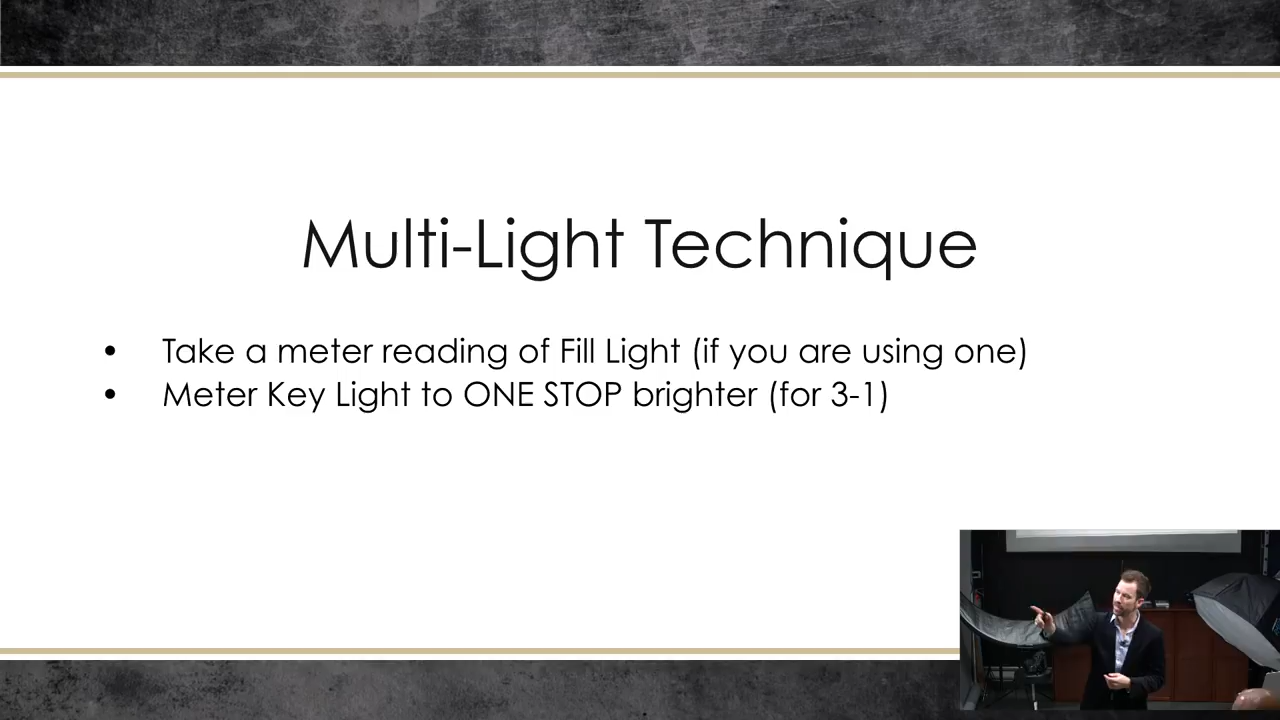 Multi-Light Technique
• Take a meter reading of Fill Light (if you are using one)
• Meter Key Light to ONE STOP brighter (for 3-1)